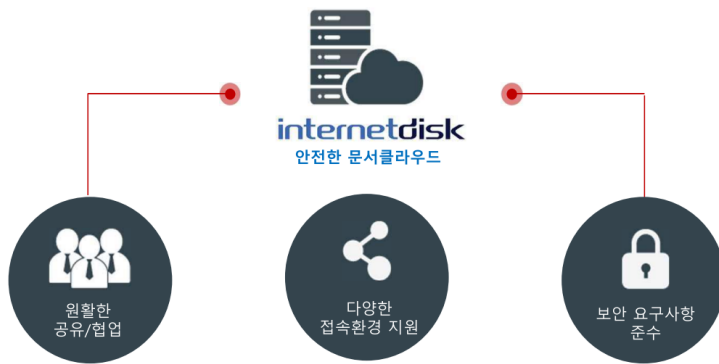 internetdisk
안전한 문서클라우드
원활한
공유/협업
다양한
접속환경 지원
보안 요구사항
준수